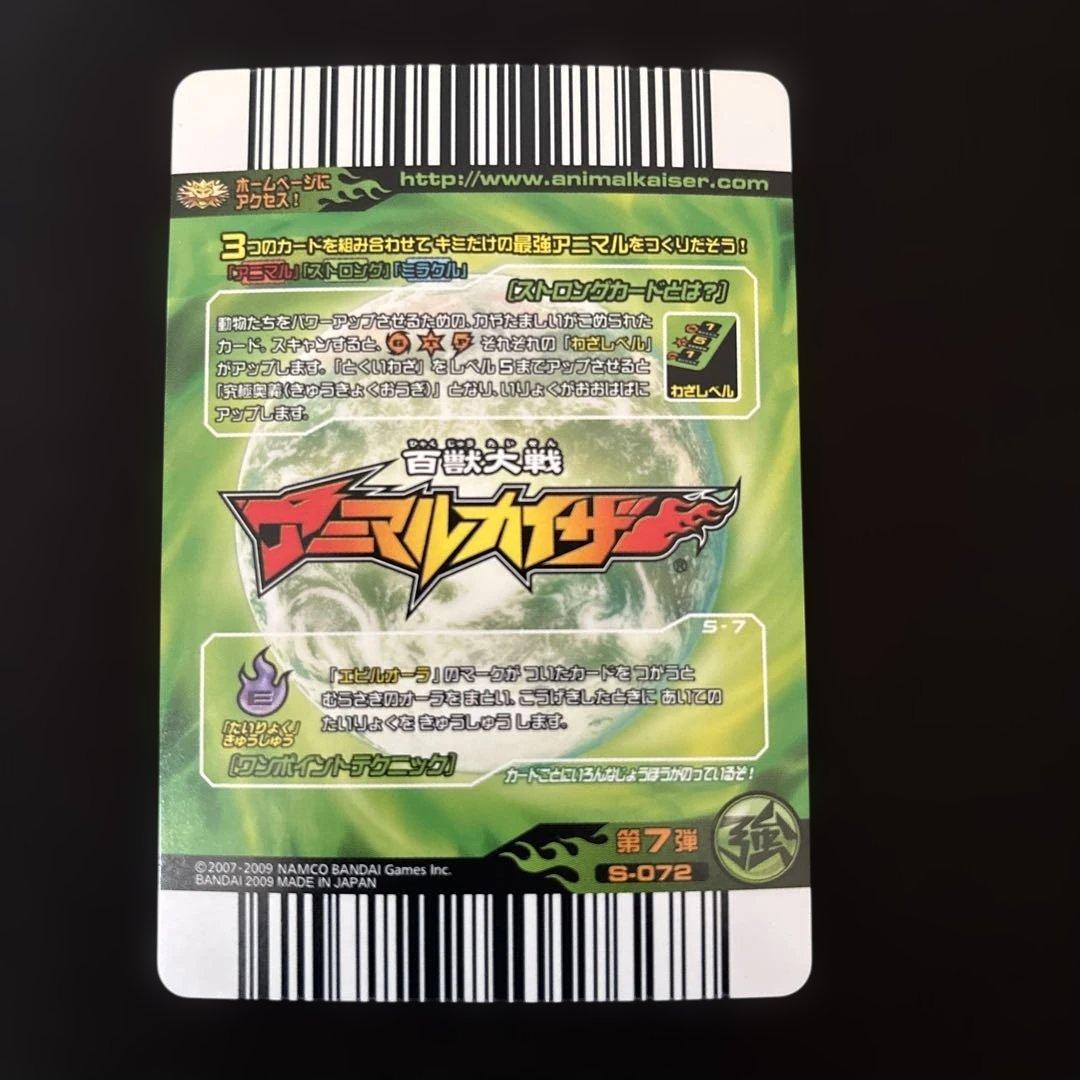 ホームページに
アクセス！
http://www.animalkaiser.com
3つのカードを組み合わせて キミだけの最強アニマルをつくりだそう！
「アニマル」「ストロング」「ミラクル」
[ストロングカードとは?]
動物たちをパワーアップさせるための、力やたましいがこめられた
カード。スキャンすると、G T P それぞれの「わざレベル」
がアップします。「とくいわざ」をレベル5までアップさせると
「究極奥義(きゅうきょくおうぎ)」となり、いりょくがおおはばに
アップします。
1
5
1
わざレベル
ひゃくじゅうたいせん
百獣大戦
アニマルカイザー
®
S-7
「エビルオーラ」のマークが ついたカードを つかうと
むらさきのオーラを まとい、こうげきしたときに あいての
たいりょくを きゅうしゅう します。
E
「たいりょく」
きゅうしゅう
[ワンポイントテクニック]
カードごとにいろんなじょうほうがのっているぞ！
第7弾
強
S-072
©2007-2009 NAMCO BANDAI Games Inc.
BANDAI 2009 MADE IN JAPAN